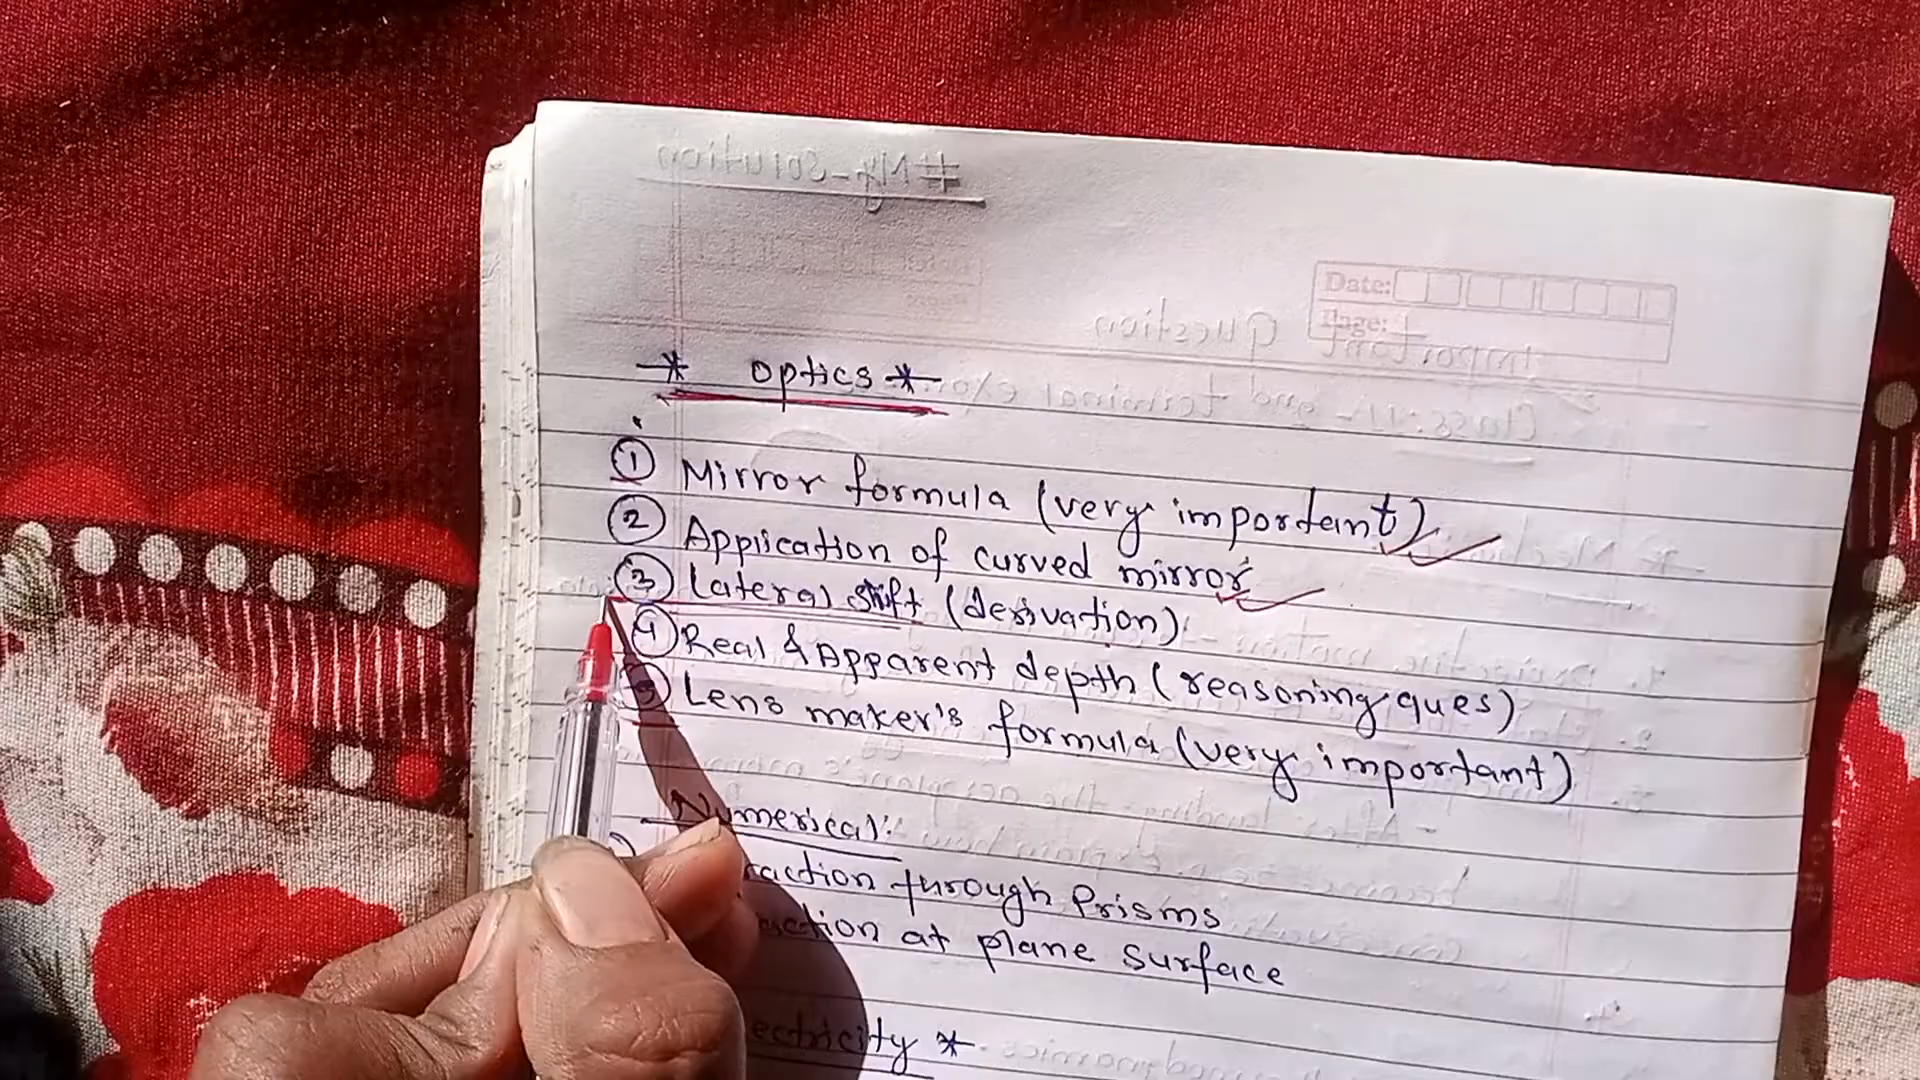 Date:
Page:
* Optics *
① Mirror formula (very important)
② Application of curved mirror
③ Lateral shift (derivation)
④ Real & Apparent depth (reasoning ques)
⑤ Lens maker's formula (very important)
Numerical:
through Prisms
at plane surface
*